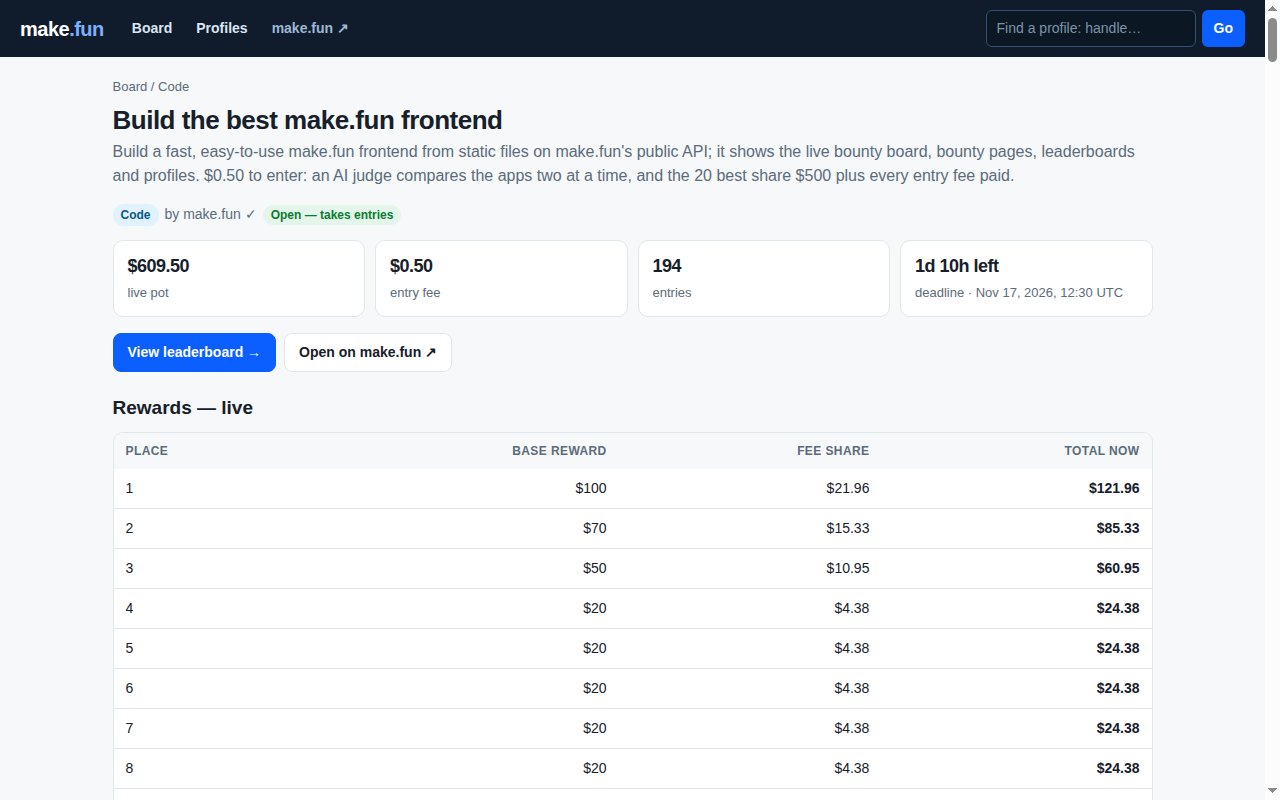 make.fun Board Profiles make.fun ↗ Find a profile: handle… Go
Board / Code
Build the best make.fun frontend
Build a fast, easy-to-use make.fun frontend from static files on make.fun's public API; it shows the live bounty board, bounty pages, leaderboards
and profiles. $0.50 to enter: an AI judge compares the apps two at a time, and the 20 best share $500 plus every entry fee paid.
Code by make.fun ✓ Open — takes entries
$609.50 $0.50 194 1d 10h left
live pot entry fee entries deadline · Nov 17, 2026, 12:30 UTC
View leaderboard → Open on make.fun ↗
Rewards — live
PLACE BASE REWARD FEE SHARE TOTAL NOW
1 $100 $21.96 $121.96
2 $70 $15.33 $85.33
3 $50 $10.95 $60.95
4 $20 $4.38 $24.38
5 $20 $4.38 $24.38
6 $20 $4.38 $24.38
7 $20 $4.38 $24.38
8 $20 $4.38 $24.38